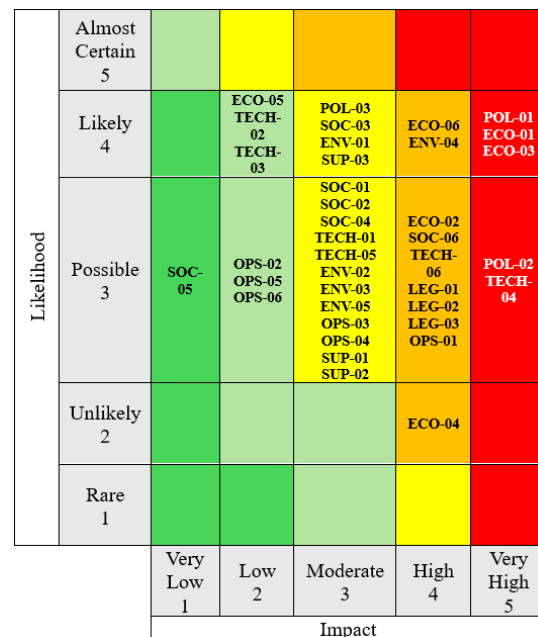 Likelihood
Almost
Certain
5
Likely
4
ECO-05
TECH-
02
TECH-
03
POL-03
SOC-03
ENV-01
SUP-03
ECO-06
ENV-04
POL-01
ECO-01
ECO-03
Possible
3
SOC-
05
OPS-02
OPS-05
OPS-06
SOC-01
SOC-02
SOC-04
TECH-01
TECH-05
ENV-02
ENV-03
ENV-05
OPS-03
OPS-04
SUP-01
SUP-02
ECO-02
SOC-06
TECH-
06
LEG-01
LEG-02
LEG-03
OPS-01
POL-02
TECH-
04
Unlikely
2
ECO-04
Rare
1
Very
Low
1
Low
2
Moderate
3
High
4
Very
High
5
Impact